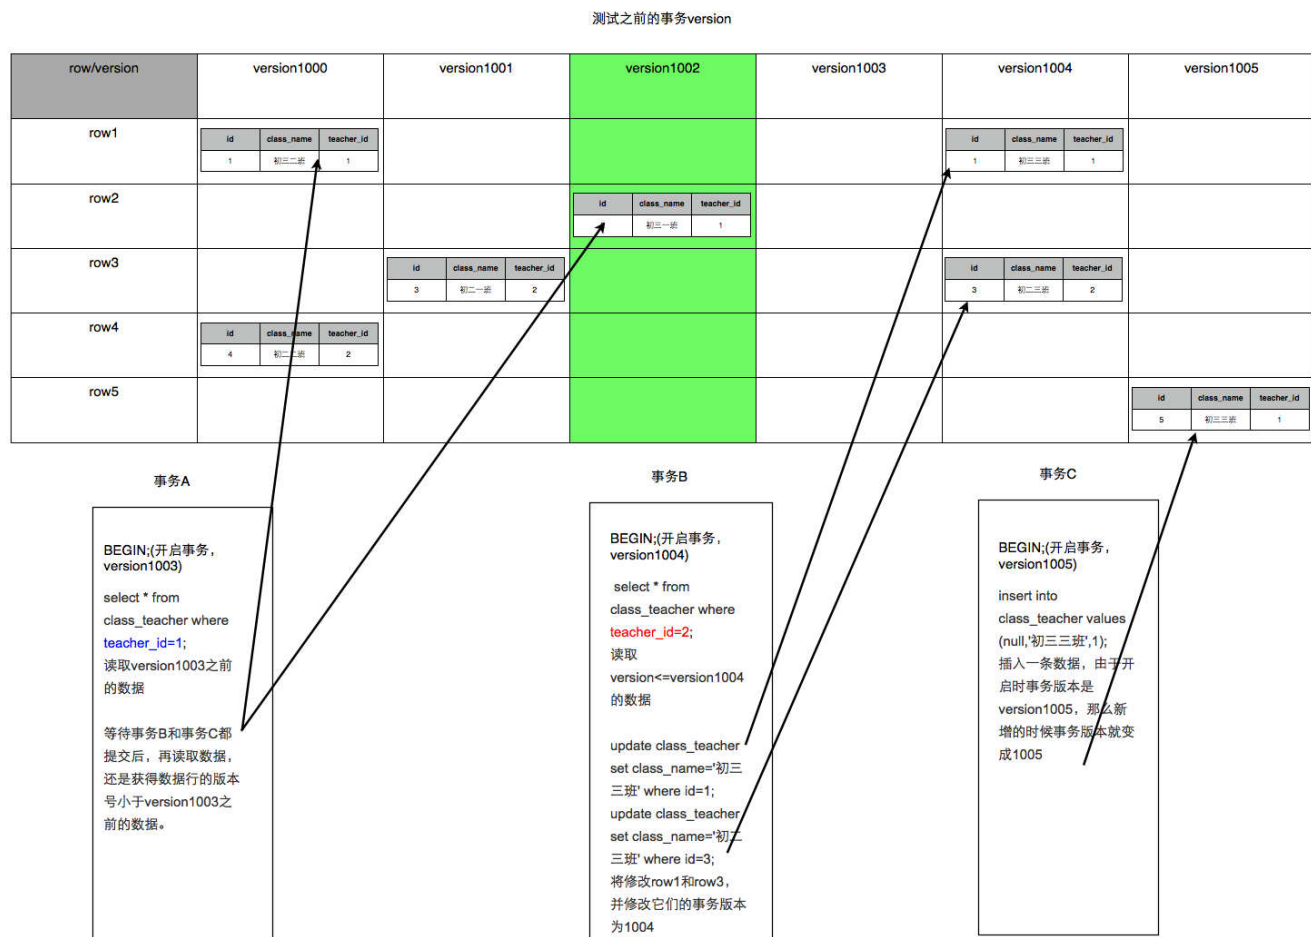 测试之前的事务version
row/version version1000 version1001 version1002 version1003 version1004 version1005
row1
id class_name teacher_id
1 初三二班 1
id class_name teacher_id
1 初三三班 1
row2
id class_name teacher_id
初三一班 1
row3
id class_name teacher_id
3 初二一班 2
id class_name teacher_id
3 初二三班 2
row4
id class_name teacher_id
4 初二二班 2
row5
id class_name teacher_id
5 初三三班 1
事务A
BEGIN;(开启事务，
version1003)
select * from
class_teacher where
teacher_id=1;
读取version1003之前
的数据
等待事务B和事务C都
提交后，再读取数据，
还是获得数据行的版本
号小于version1003之
前的数据。
事务B
BEGIN;(开启事务，
version1004)
select * from
class_teacher where
teacher_id=2;
读取
version<=version1004
的数据
update class_teacher
set class_name='初三
三班' where id=1;
update class_teacher
set class_name='初二
三班' where id=3;
将修改row1和row3，
并修改它们的事务版本
为1004
事务C
BEGIN;(开启事务，
version1005)
insert into
class_teacher values
(null,'初三三班',1);
插入一条数据，由于开
启时事务版本是
version1005，那么新
增的时候事务版本就变
成1005